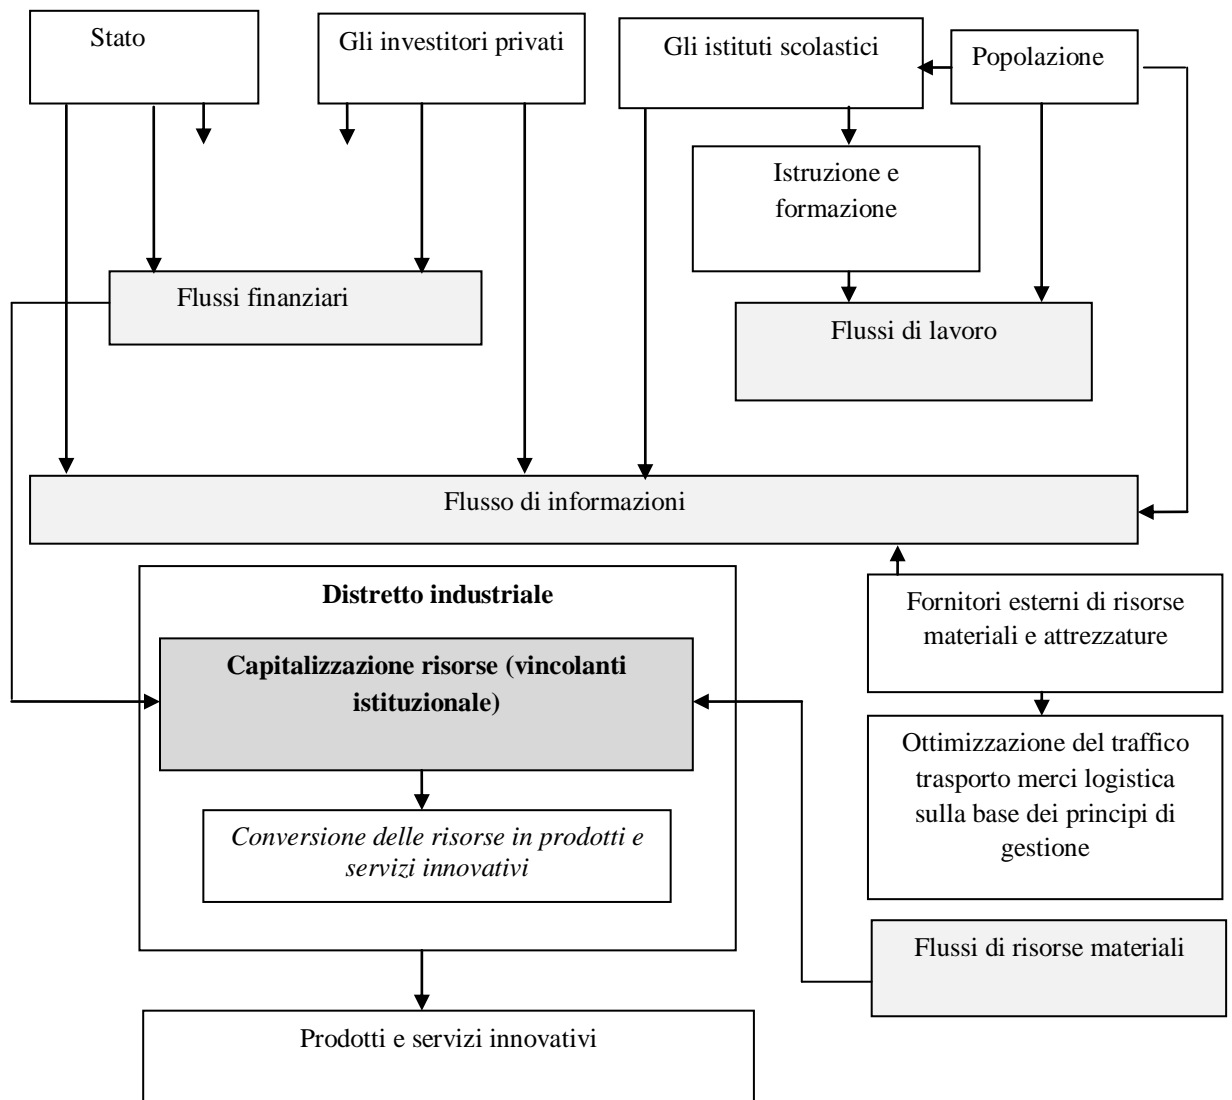 Stato
Gli investitori privati
Gli istituti scolastici
Popolazione
Istruzione e
formazione
Flussi finanziari
Flussi di lavoro
Flusso di informazioni
Distretto industriale
Capitalizzazione risorse (vincolanti
istituzionale)
Conversione delle risorse in prodotti e
servizi innovativi
Fornitori esterni di risorse
materiali e attrezzature
Ottimizzazione del traffico
trasporto merci logistica
sulla base dei principi di
gestione
Flussi di risorse materiali
Prodotti e servizi innovativi